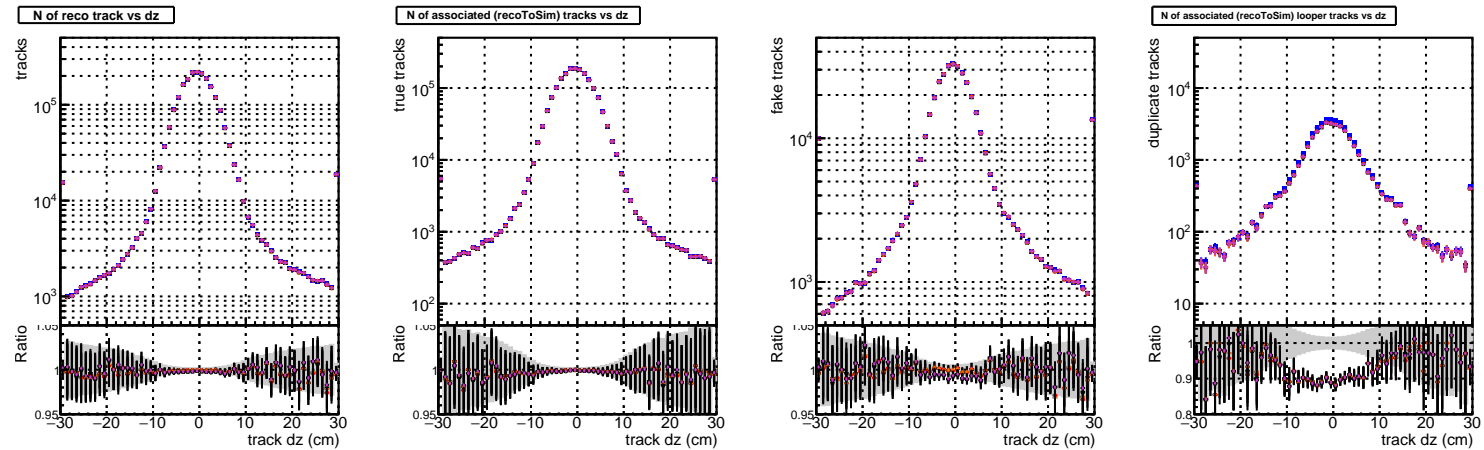 N of reco track vs dz
tracks
10^5
10^4
10^3
Ratio
1.05
1
0.95
−30 −20 −10 0 10 20 30
track dz (cm)
N of associated (recoToSim) tracks vs dz
true tracks
10^5
10^4
10^3
10^2
Ratio
1.05
1
0.95
−30 −20 −10 0 10 20 30
track dz (cm)
fake tracks
10^4
10^3
Ratio
1.05
1
0.95
−30 −20 −10 0 10 20 30
track dz (cm)
N of associated (recoToSim) looper tracks vs dz
duplicate tracks
10^4
10^3
10^2
10
Ratio
1
0.9
0.8
−30 −20 −10 0 10 20 30
track dz (cm)